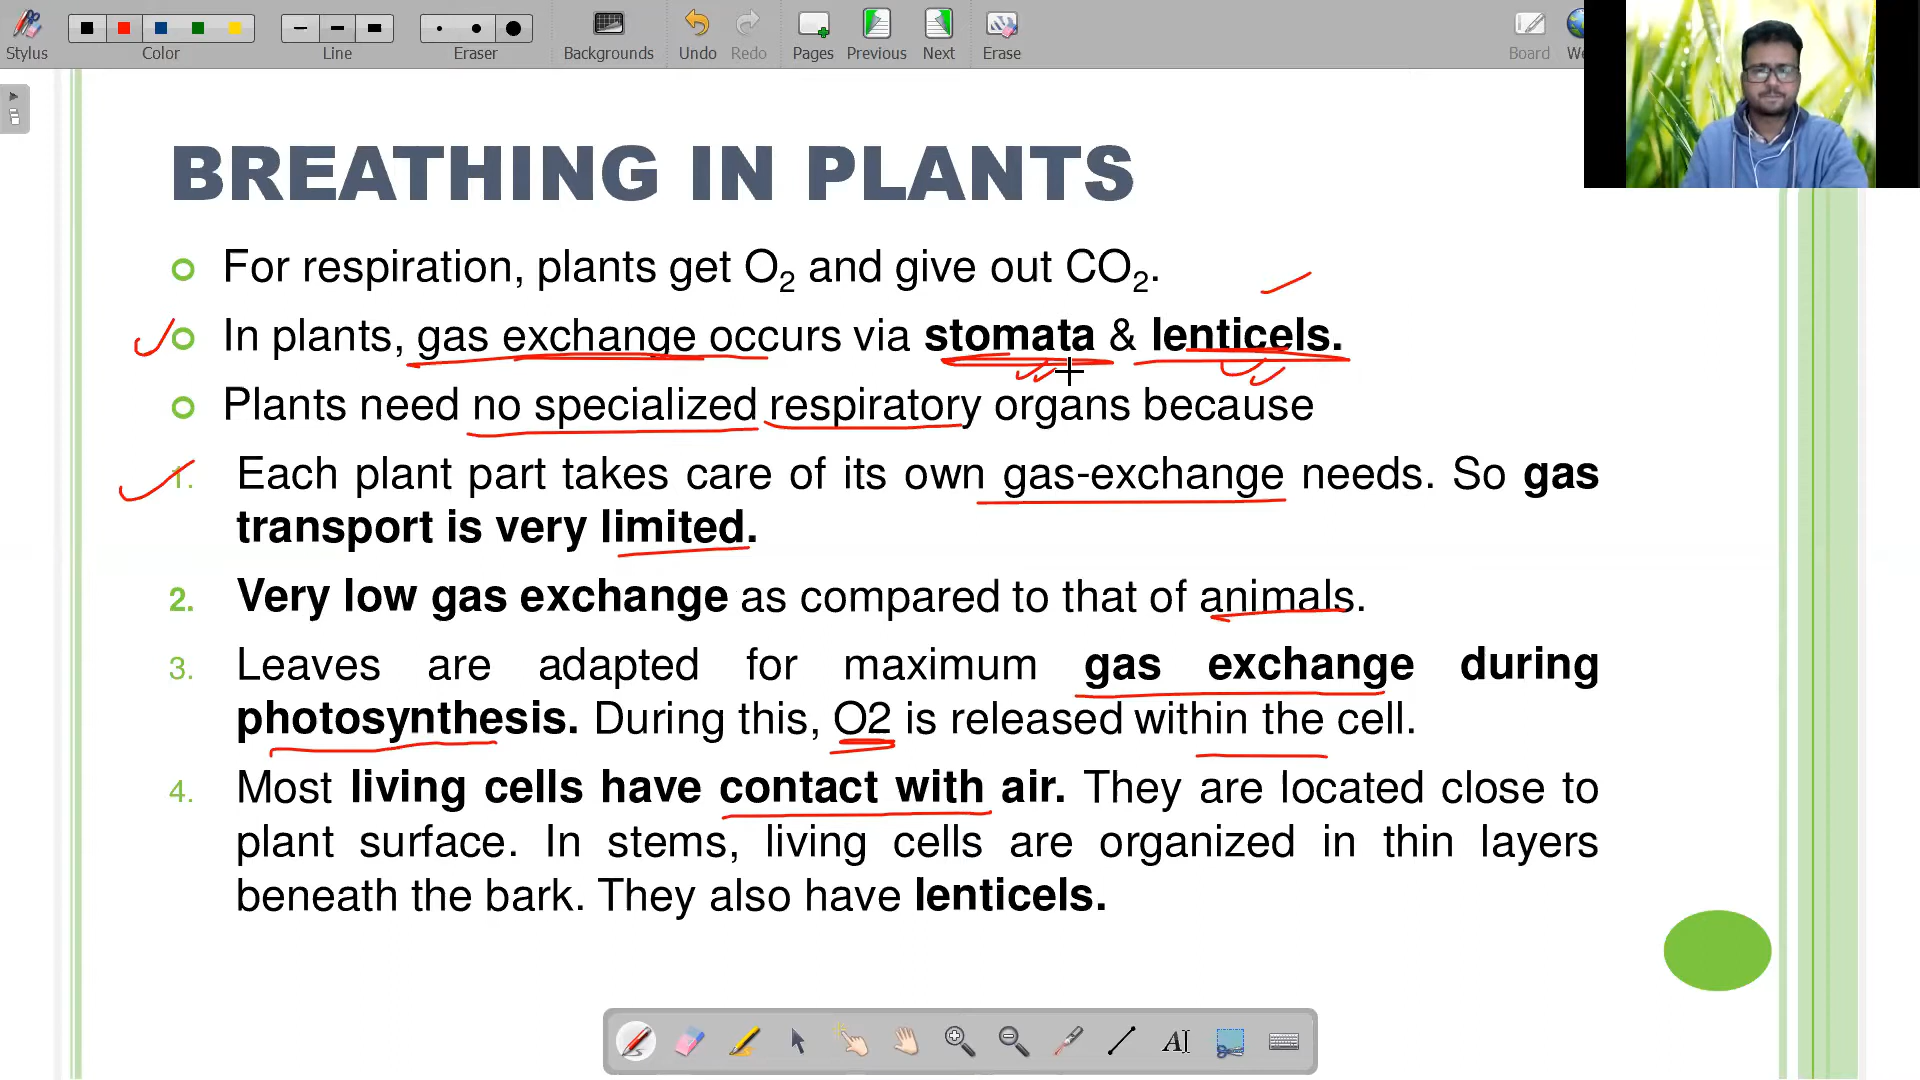 Stylus
Color
Line
Eraser
Backgrounds
Undo
Redo
Pages
Previous
Next
Erase
Board
BREATHING IN PLANTS
For respiration, plants get O₂ and give out CO₂.
In plants, gas exchange occurs via stomata & lenticels.
Plants need no specialized respiratory organs because
1. Each plant part takes care of its own gas-exchange needs. So gas
transport is very limited.
2. Very low gas exchange as compared to that of animals.
3. Leaves are adapted for maximum gas exchange during
photosynthesis. During this, O2 is released within the cell.
4. Most living cells have contact with air. They are located close to
plant surface. In stems, living cells are organized in thin layers
beneath the bark. They also have lenticels.